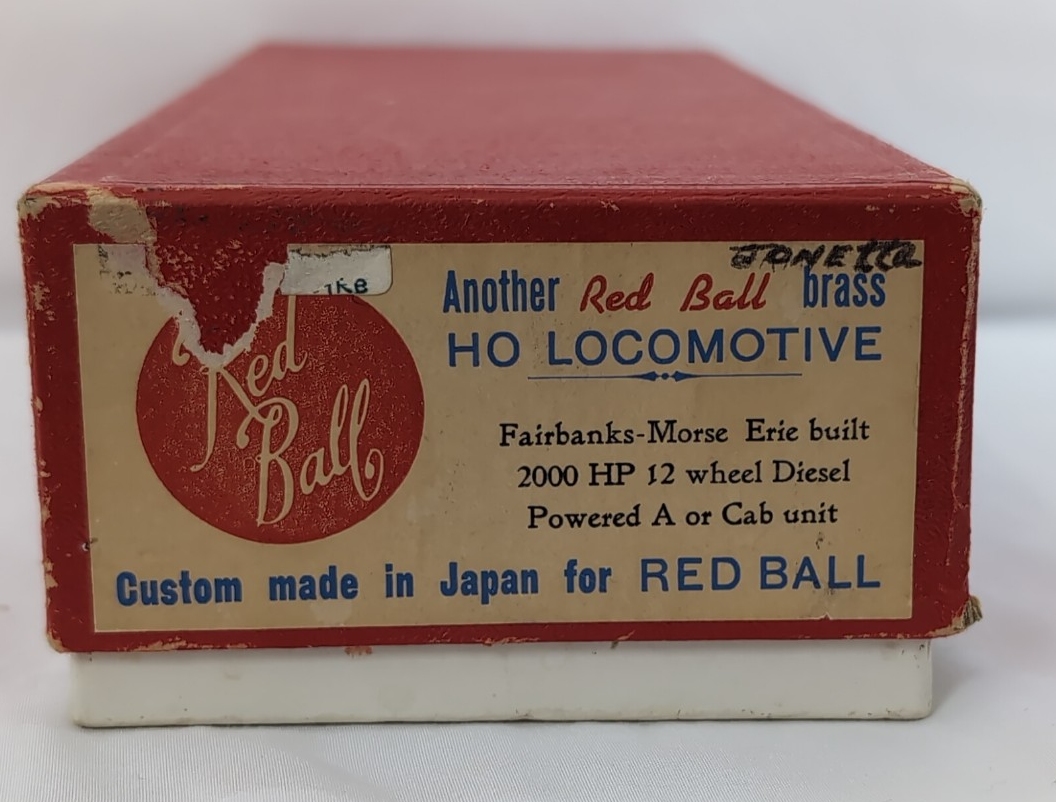 Another Red Ball brass
HO LOCOMOTIVE
Red
Ball
Fairbanks-Morse Erie built
2000 HP 12 wheel Diesel
Powered A or Cab unit
Custom made in Japan for RED BALL